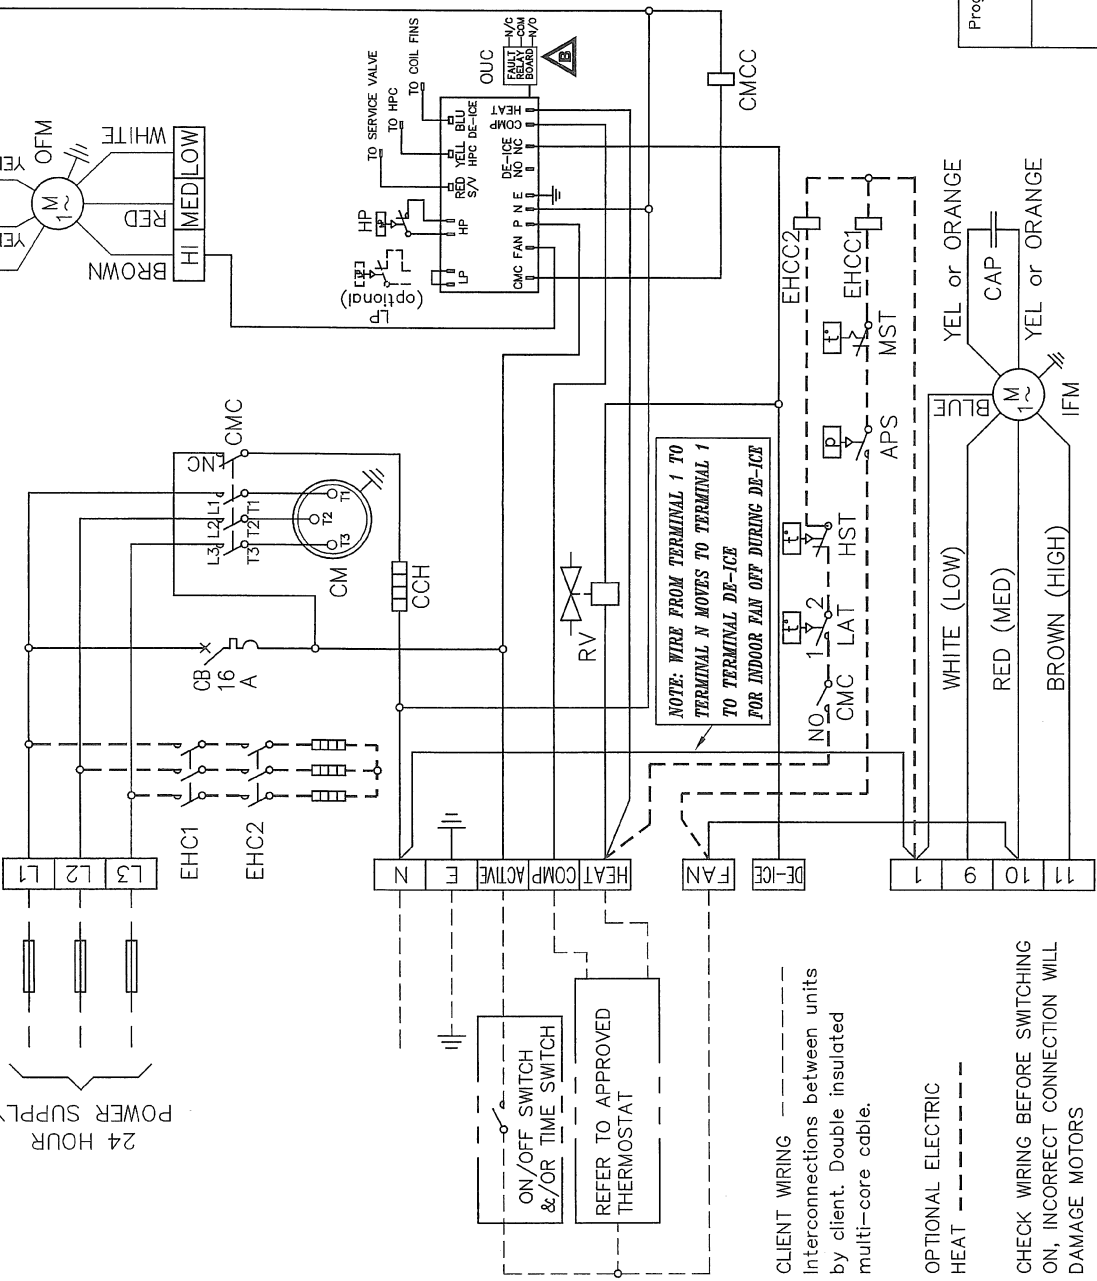 24 HOUR
POWER SUPPLY
L1
L2
L3
EHC1
EHC2
CB
16
A
L3
L2
L1
NC
T3
T2
T1
CMC
T3
T2
T1
CM
CCH
YEL
YEL
OFM
M
1~
BROWN
RED
WHITE
HI
MED
LOW
LP
(optional)
HP
TO SERVICE VALVE
TO HPC
TO COIL FINS
LP
HP
RED
S/V
YELL
HPC
BLU
DE-ICE
CMC
FAN
P
N
E
DE-ICE
NO
NC
COMP
HEAT
OUC
FAULT
RELAY
BOARD
N/C
COM
N/O
B
CMCC
Prog
N
E
ACTIVE
COMP
HEAT
FAN
DE-ICE
1
9
10
11
RV
NOTE: WIRE FROM TERMINAL 1 TO
TERMINAL N MOVES TO TERMINAL 1
TO TERMINAL DE-ICE
FOR INDOOR FAN OFF DURING DE-ICE
NO
CMC
1
2
t°
LAT
t°
HST
p
APS
t°
MST
EHCC2
EHCC1
WHITE (LOW)
RED (MED)
BROWN (HIGH)
BLUE
M
1~
IFM
YEL or ORANGE
CAP
YEL or ORANGE
ON/OFF SWITCH
&/OR TIME SWITCH
REFER TO APPROVED
THERMOSTAT
CLIENT WIRING
Interconnections between units
by client. Double insulated
multi-core cable.
OPTIONAL ELECTRIC
HEAT
CHECK WIRING BEFORE SWITCHING
ON, INCORRECT CONNECTION WILL
DAMAGE MOTORS